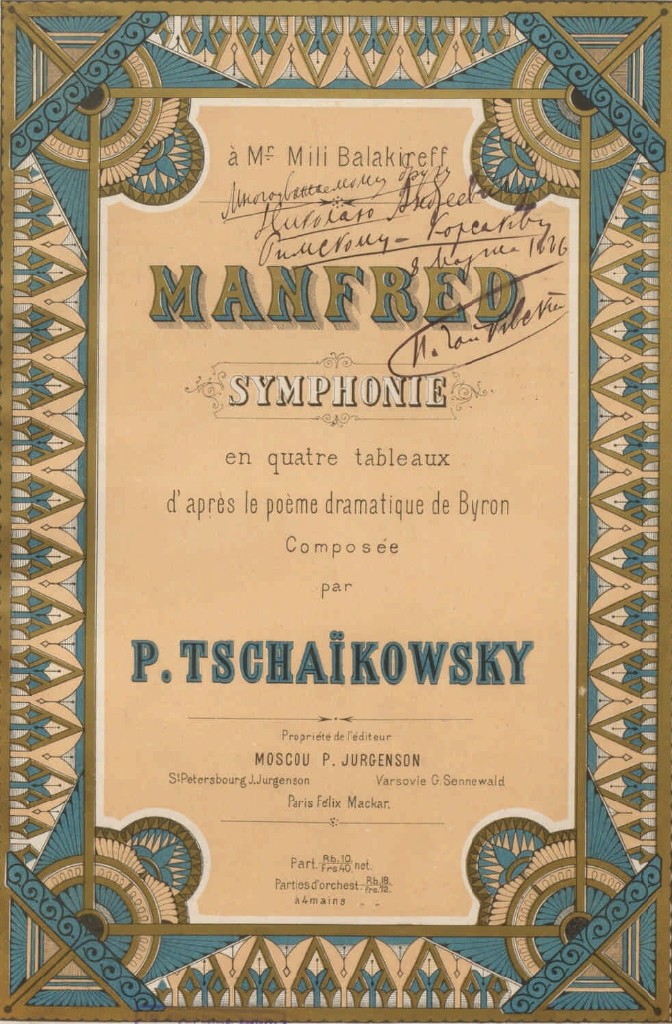 à Mr Mili Balakireff
Многоуважаемому другу
Николаю Андреевичу
Римскому-Корсакову
8 марта 1886
MANFRED
П. Чайковский
SYMPHONIE
en quatre tableaux
d'après le poème dramatique de Byron
Composée
par
P. TSCHAÏKOWSKY
Propriété de l'éditeur
MOSCOU P. JURGENSON
St Petersbourg J. Jurgenson Varsovie G. Sennewald
Paris Félix Mackar.
Part. Rb. 10. Frs 40. net.
Parties d'orchest. Rb. 18. Frs. 72.
à 4 mains " "